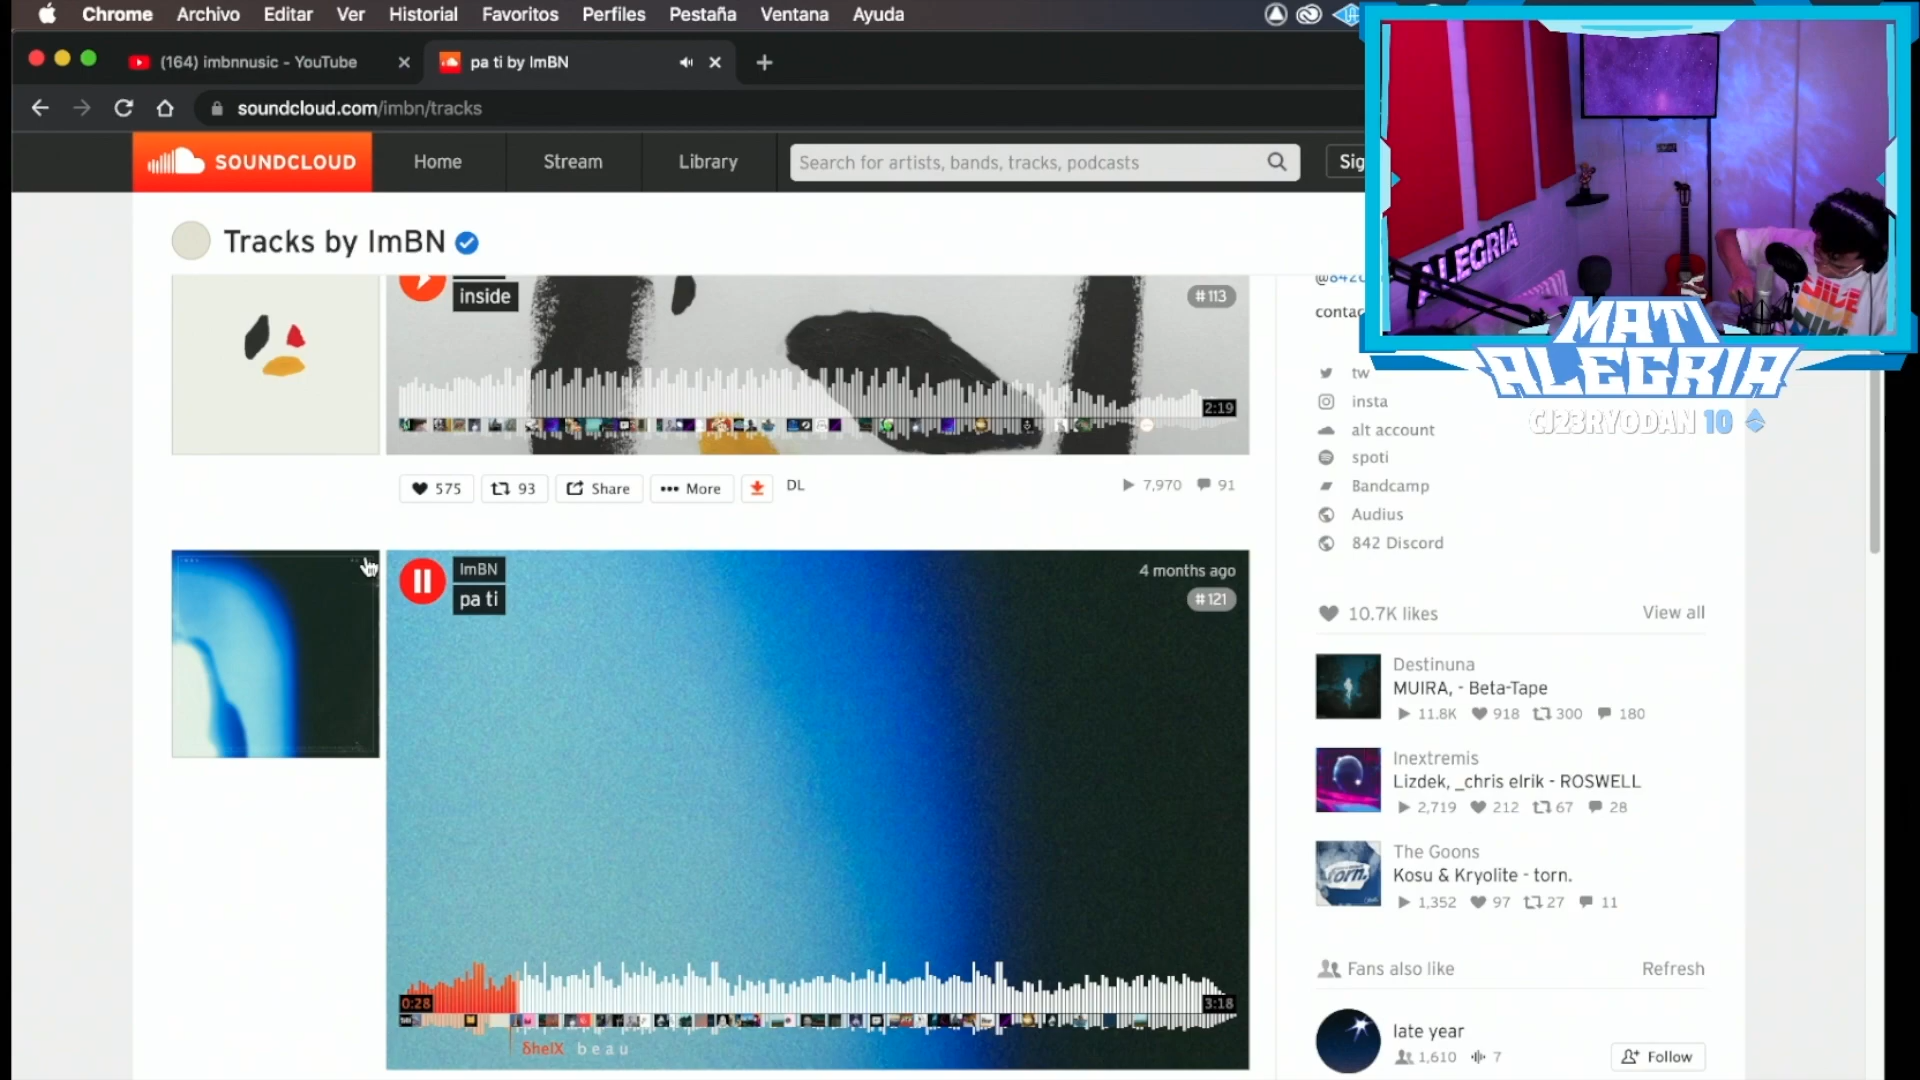 Chrome Archivo Editar Ver Historial Favoritos Perfiles Pestaña Ventana Ayuda
(164) imbnnusic - YouTube
pa ti by ImBN
soundcloud.com/imbn/tracks
SOUNDCLOUD
Home
Stream
Library
Search for artists, bands, tracks, podcasts
Sig
Tracks by ImBN
inside
#113
2:19
575
93
Share
More
DL
7,970
91
ImBN
pa ti
4 months ago
#121
0:28
3:18
δhelX beau
contac
tw
insta
alt account
spoti
Bandcamp
Audius
842 Discord
10.7K likes
View all
Destinuna
MUIRA, - Beta-Tape
11.8K 918 300 180
Inextremis
Lizdek, _chris elrik - ROSWELL
2,719 212 67 28
The Goons
torn.
Kosu & Kryolite - torn.
1,352 97 27 11
Fans also like
Refresh
late year
1,610 7
Follow
ALEGRIA
MATI
ALEGRIA
CJ23RYODAN 10